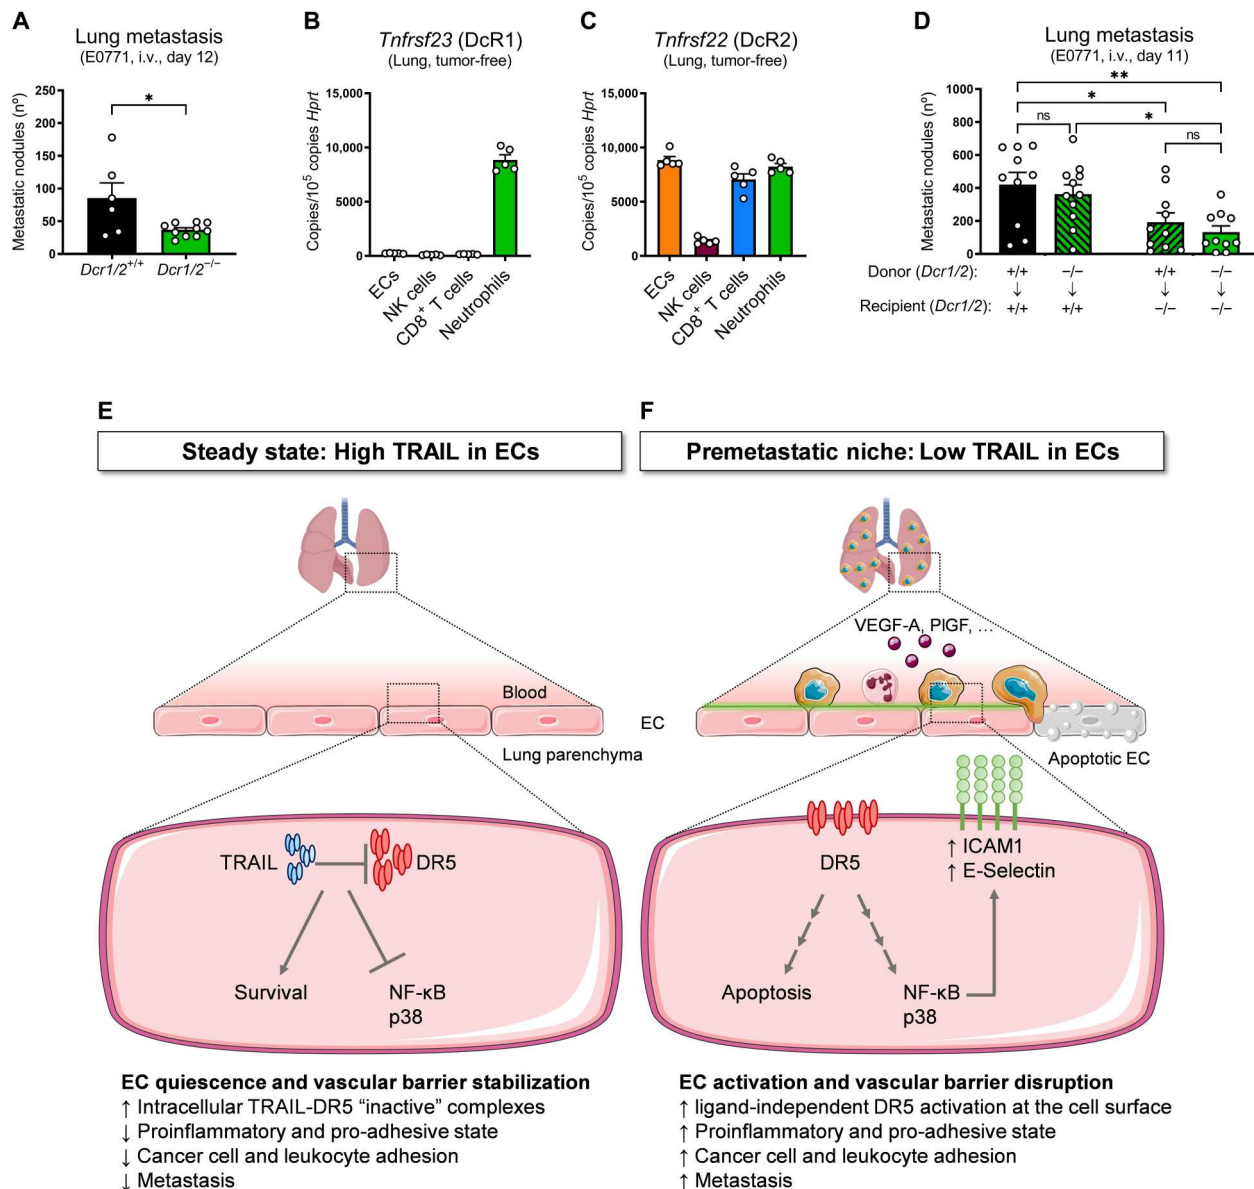 A
Lung metastasis
(E0771, i.v., day 12)
Metastatic nodules (nº)
250
200
150
100
50
0
*
Dcr1/2+/+
Dcr1/2−/−
B
Tnfrsf23 (DcR1)
(Lung, tumor-free)
Copies/10⁵ copies Hprt
15,000
10,000
5000
0
ECs
NK cells
CD8⁺ T cells
Neutrophils
C
Tnfrsf22 (DcR2)
(Lung, tumor-free)
Copies/10⁵ copies Hprt
15,000
10,000
5000
0
ECs
NK cells
CD8⁺ T cells
Neutrophils
D
Lung metastasis
(E0771, i.v., day 11)
Metastatic nodules (nº)
1000
800
600
400
200
0
**
*
ns
*
ns
Donor (Dcr1/2): +/+ −/− +/+ −/−
↓ ↓ ↓ ↓
Recipient (Dcr1/2): +/+ +/+ −/− −/−
E
Steady state: High TRAIL in ECs
Blood
Lung parenchyma
TRAIL
DR5
Survival
NF-κB
p38
EC quiescence and vascular barrier stabilization
↑ Intracellular TRAIL-DR5 “inactive” complexes
↓ Proinflammatory and pro-adhesive state
↓ Cancer cell and leukocyte adhesion
↓ Metastasis
F
Premetastatic niche: Low TRAIL in ECs
VEGF-A, PlGF, …
EC
Apoptotic EC
DR5
↑ ICAM1
↑ E-Selectin
Apoptosis
NF-κB
p38
EC activation and vascular barrier disruption
↑ ligand-independent DR5 activation at the cell surface
↑ Proinflammatory and pro-adhesive state
↑ Cancer cell and leukocyte adhesion
↑ Metastasis